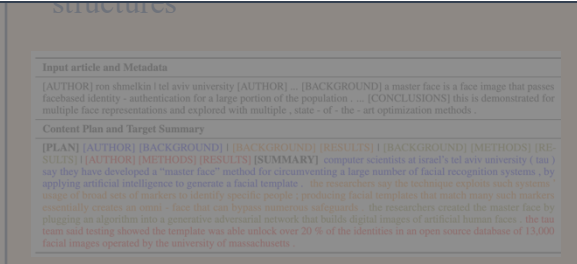 structures
Input article and Metadata
[AUTHOR] ron shmelkin | tel aviv university [AUTHOR] ... [BACKGROUND] a master face is a face image that passes
facebased identity - authentication for a large portion of the population . ... [CONCLUSIONS] this is demonstrated for
multiple face representations and explored with multiple , state - of - the - art optimization methods .
Content Plan and Target Summary
[PLAN] [AUTHOR] [BACKGROUND] | [BACKGROUND] [RESULTS] | [BACKGROUND] [METHODS] [RE-
SULTS] | [AUTHOR] [METHODS] [RESULTS] [SUMMARY] computer scientists at israel's tel aviv university ( tau )
say they have developed a "master face" method for circumventing a large number of facial recognition systems , by
applying artificial intelligence to generate a facial template . the researchers say the technique exploits such systems '
usage of broad sets of markers to identify specific people ; producing facial templates that match many such markers
essentially creates an omni - face that can bypass numerous safeguards . the researchers created the master face by
plugging an algorithm into a generative adversarial network that builds digital images of artificial human faces . the tau
team said testing showed the template was able unlock over 20 % of the identities in an open source database of 13,000
facial images operated by the university of massachusetts .